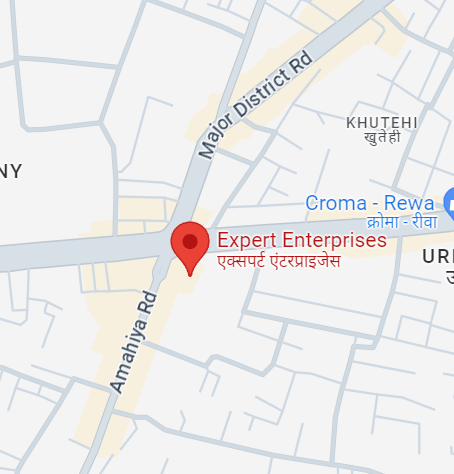 Major District Rd
KHUTEHI
खुतेही
NY
Croma - Rewa
क्रोमा - रीवा
Expert Enterprises
एक्सपर्ट एंटरप्राइजेस
UR
Amahiya Rd